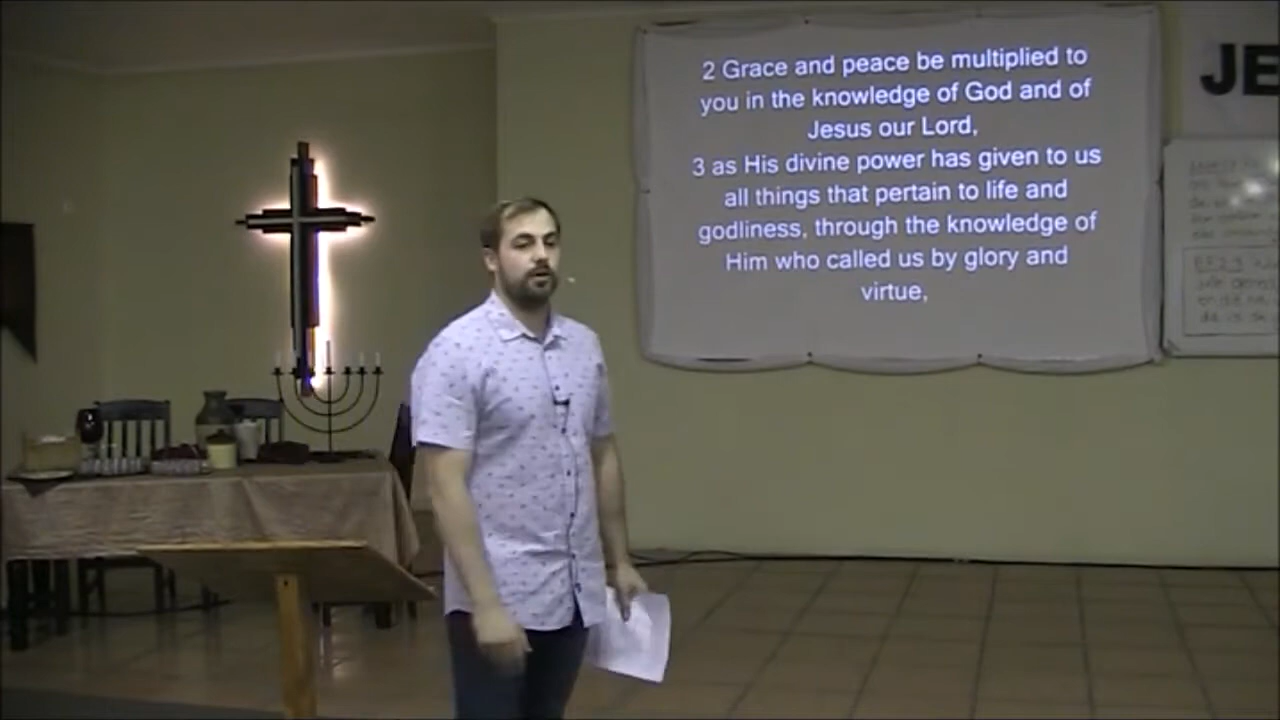 2 Grace and peace be multiplied to
you in the knowledge of God and of
Jesus our Lord,
3 as His divine power has given to us
all things that pertain to life and
godliness, through the knowledge of
Him who called us by glory and
virtue,
JE